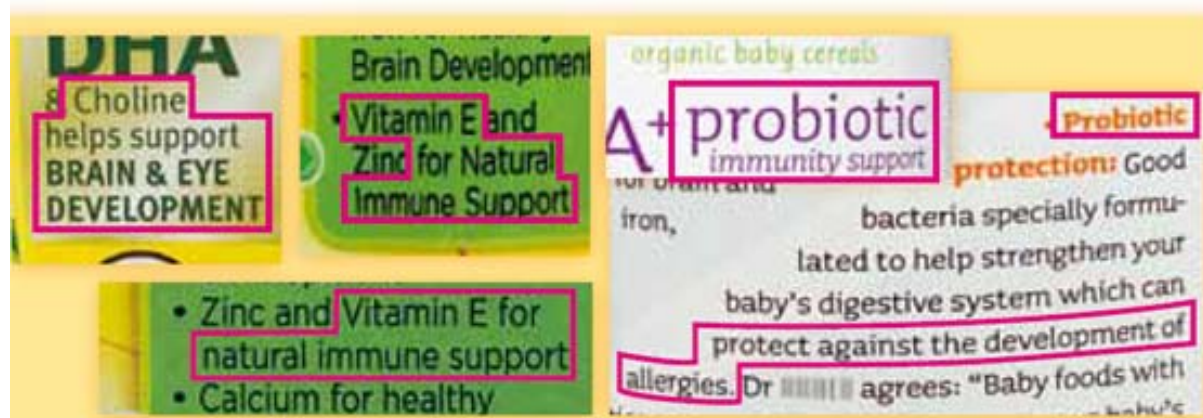 DHA
& Choline
helps support
BRAIN & EYE
DEVELOPMENT
Brain Development
• Vitamin E and
Zinc for Natural
Immune Support
• Zinc and Vitamin E for
natural immune support
• Calcium for healthy
organic baby cereals
A+ probiotic
immunity support
for brain and
iron,
Probiotic
protection: Good
bacteria specially formu-
lated to help strengthen your
baby's digestive system which can
protect against the development of
allergies. Dr agrees: "Baby foods with
baby's